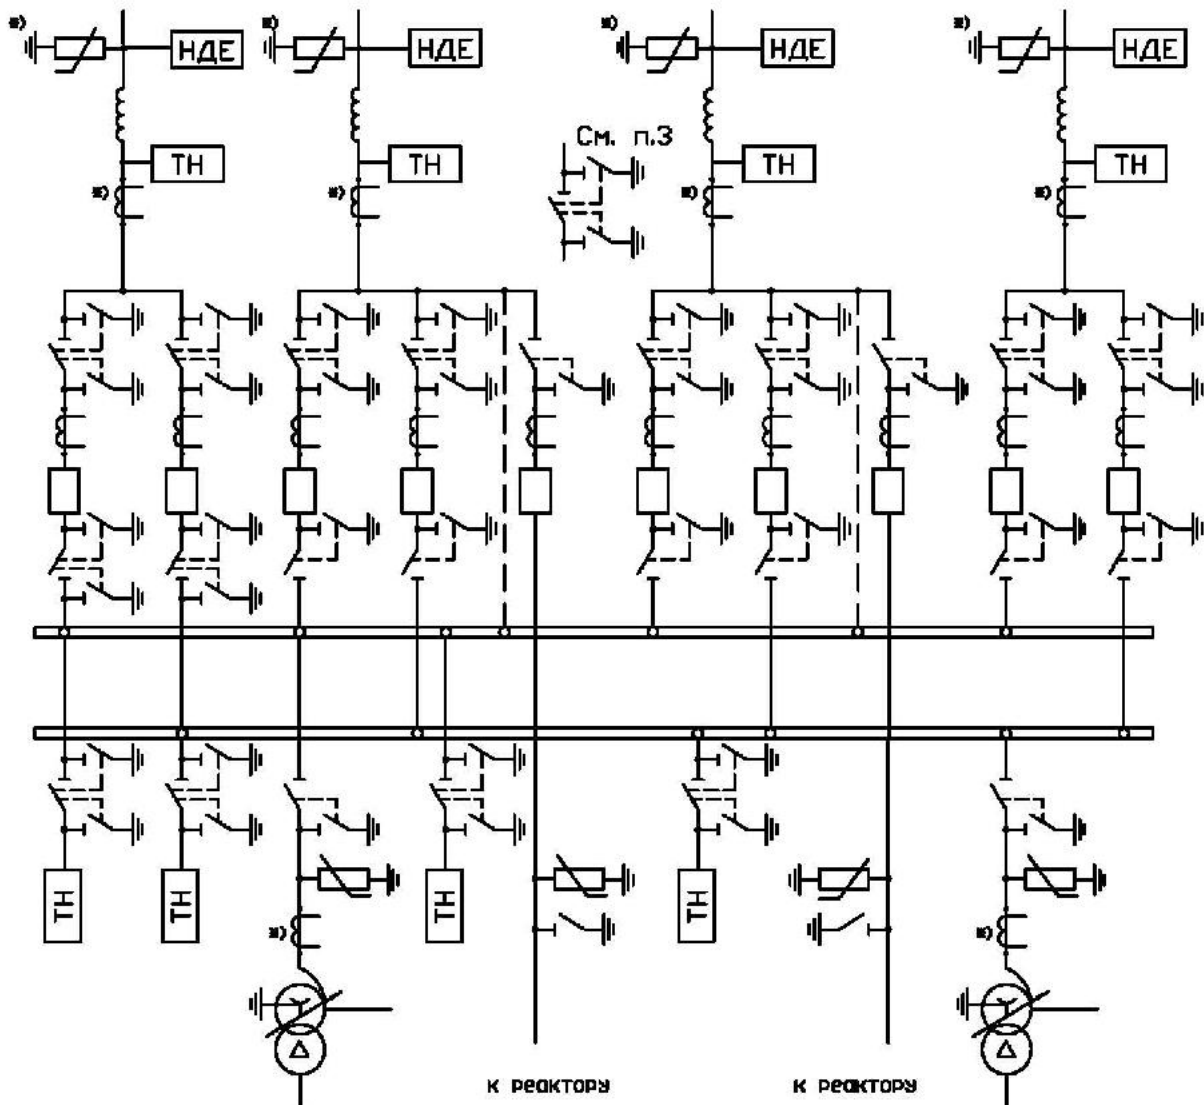 ж) НДЕ ж) НДЕ ж) НДЕ ж) НДЕ
См. п.3
ТН ТН ТН ТН
ж) ж) ж) ж)
ТН ТН ТН ТН
ж) ж)
К РЕАКТОРУ К РЕАКТОРУ